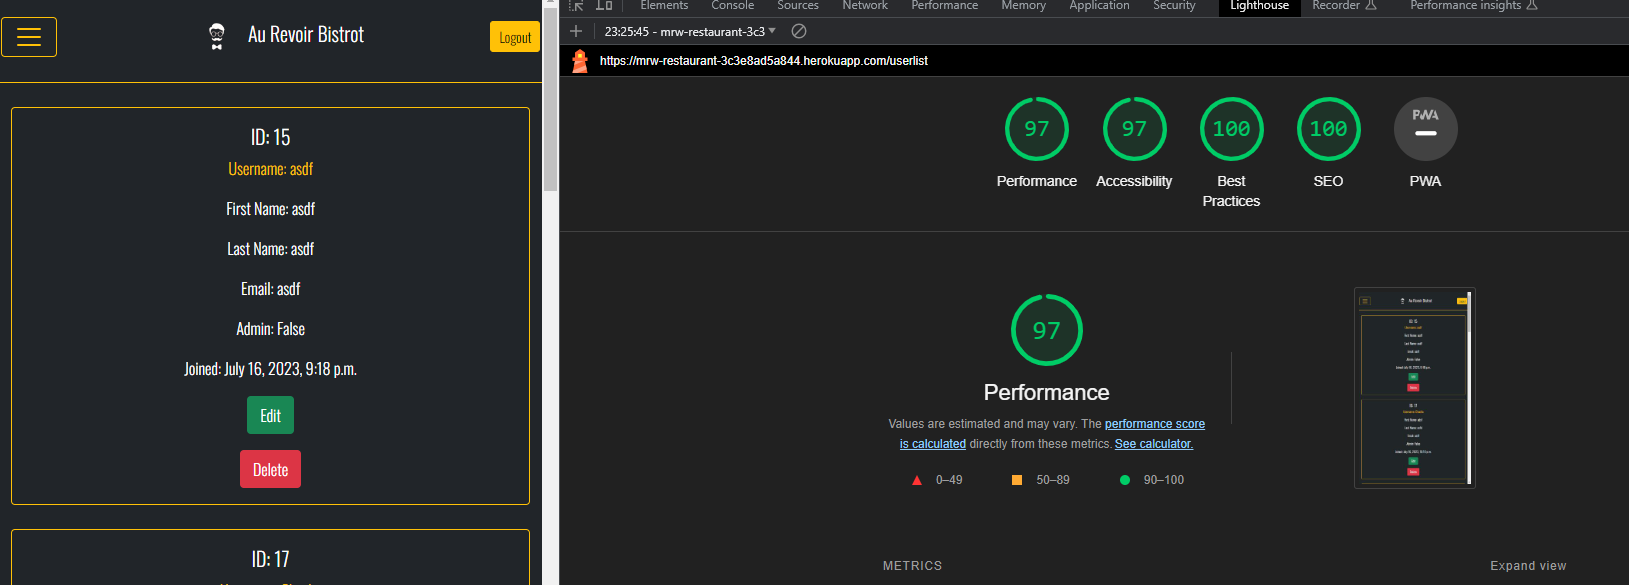 Au Revoir Bistrot
Logout
ID: 15
Username: asdf
First Name: asdf
Last Name: asdf
Email: asdf
Admin: False
Joined: July 16, 2023, 9:18 p.m.
Edit
Delete
ID: 17
Elements Console Sources Network Performance Memory Application Security Lighthouse Recorder Performance insights
23:25:45 - mrw-restaurant-3c3
https://mrw-restaurant-3c3e8ad5a844.herokuapp.com/userlist
97 97 100 100 PWA
Performance Accessibility Best Practices SEO PWA
97
Performance
Values are estimated and may vary. The performance score
is calculated directly from these metrics. See calculator.
0–49 50–89 90–100
Au Revoir Bistrot
METRICS Expand view